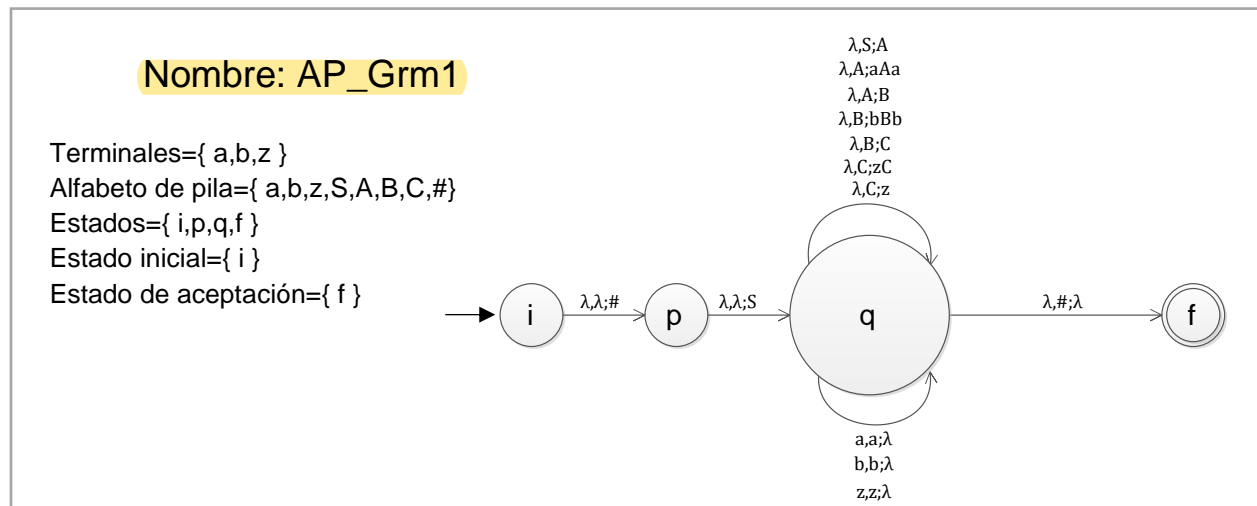 Nombre: AP_Grm1
Terminales={ a,b,z }
Alfabeto de pila={ a,b,z,S,A,B,C,#}
Estados={ i,p,q,f }
Estado inicial={ i }
Estado de aceptación={ f }
λ,S;A
λ,A;aAa
λ,A;B
λ,B;bBb
λ,B;C
λ,C;zC
λ,C;z
i λ,λ;# p λ,λ;S q λ,#;λ f
a,a;λ
b,b;λ
z,z;λ